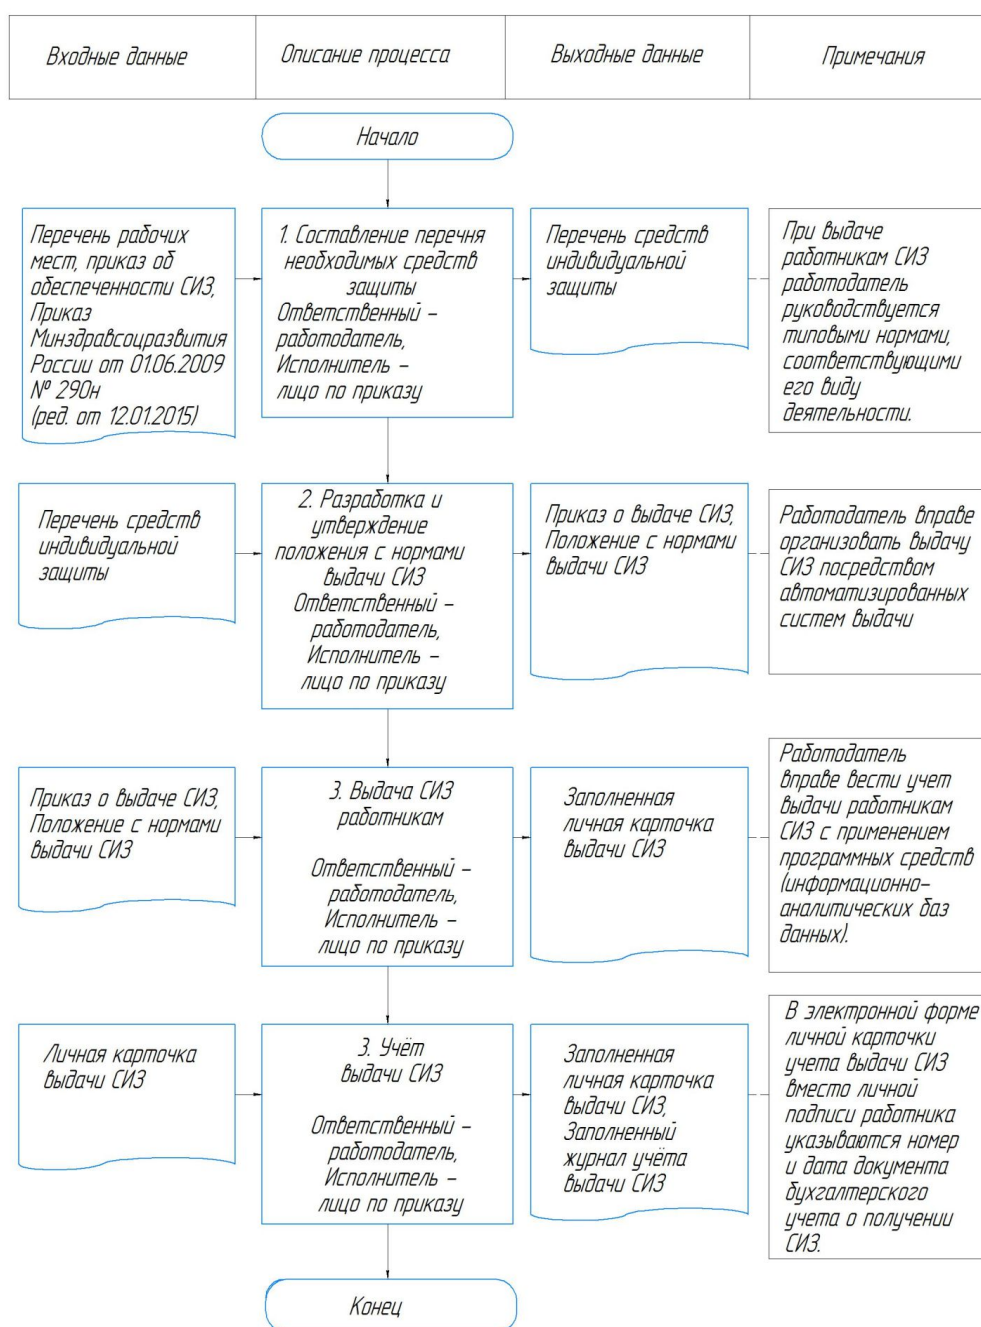 Входные данные
Описание процесса
Выходные данные
Примечания
Начало
Перечень рабочих
мест, приказ об
обеспеченности СИЗ,
Приказ
Минздравсоцразвития
России от 01.06.2009
№ 290н
(ред. от 12.01.2015)
1. Составление перечня
необходимых средств
защиты
Ответственный –
работодатель,
Исполнитель –
лицо по приказу
Перечень средств
индивидуальной
защиты
При выдаче
работникам СИЗ
работодатель
руководствуется
типовыми нормами,
соответствующими
его виду
деятельности.
Перечень средств
индивидуальной
защиты
2. Разработка и
утверждение
положения с нормами
выдачи СИЗ
Ответственный –
работодатель,
Исполнитель –
лицо по приказу
Приказ о выдаче СИЗ,
Положение с нормами
выдачи СИЗ
Работодатель вправе
организовать выдачу
СИЗ посредством
автоматизированных
систем выдачи
Приказ о выдаче СИЗ,
Положение с нормами
выдачи СИЗ
3. Выдача СИЗ
работникам
Ответственный –
работодатель,
Исполнитель –
лицо по приказу
Заполненная
личная карточка
выдачи СИЗ
Работодатель
вправе вести учет
выдачи работникам
СИЗ с применением
программных средств
(информационно–
аналитических баз
данных).
Личная карточка
выдачи СИЗ
3. Учёт
выдачи СИЗ
Ответственный –
работодатель,
Исполнитель –
лицо по приказу
Заполненная
личная карточка
выдачи СИЗ,
Заполненный
журнал учёта
выдачи СИЗ
В электронной форме
личной карточки
учета выдачи СИЗ
вместо личной
подписи работника
указываются номер
и дата документа
бухгалтерского
учета о получении
СИЗ.
Конец